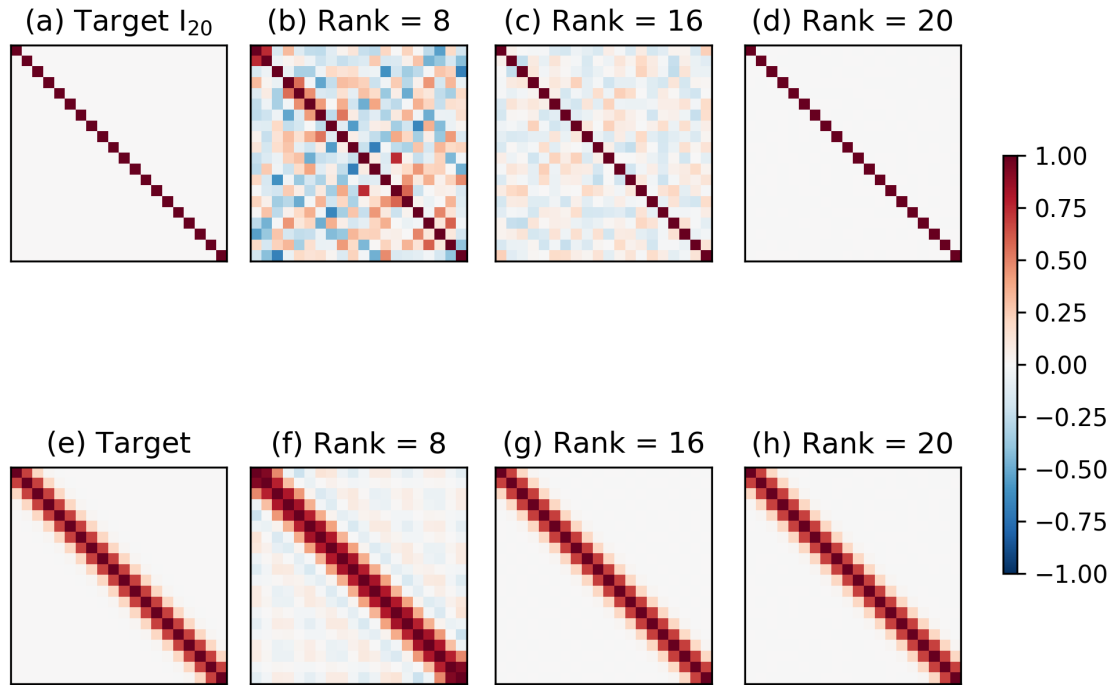 (a) Target I₂₀
(b) Rank = 8
(c) Rank = 16
(d) Rank = 20
1.00
0.75
0.50
0.25
0.00
−0.25
−0.50
−0.75
−1.00
(e) Target
(f) Rank = 8
(g) Rank = 16
(h) Rank = 20